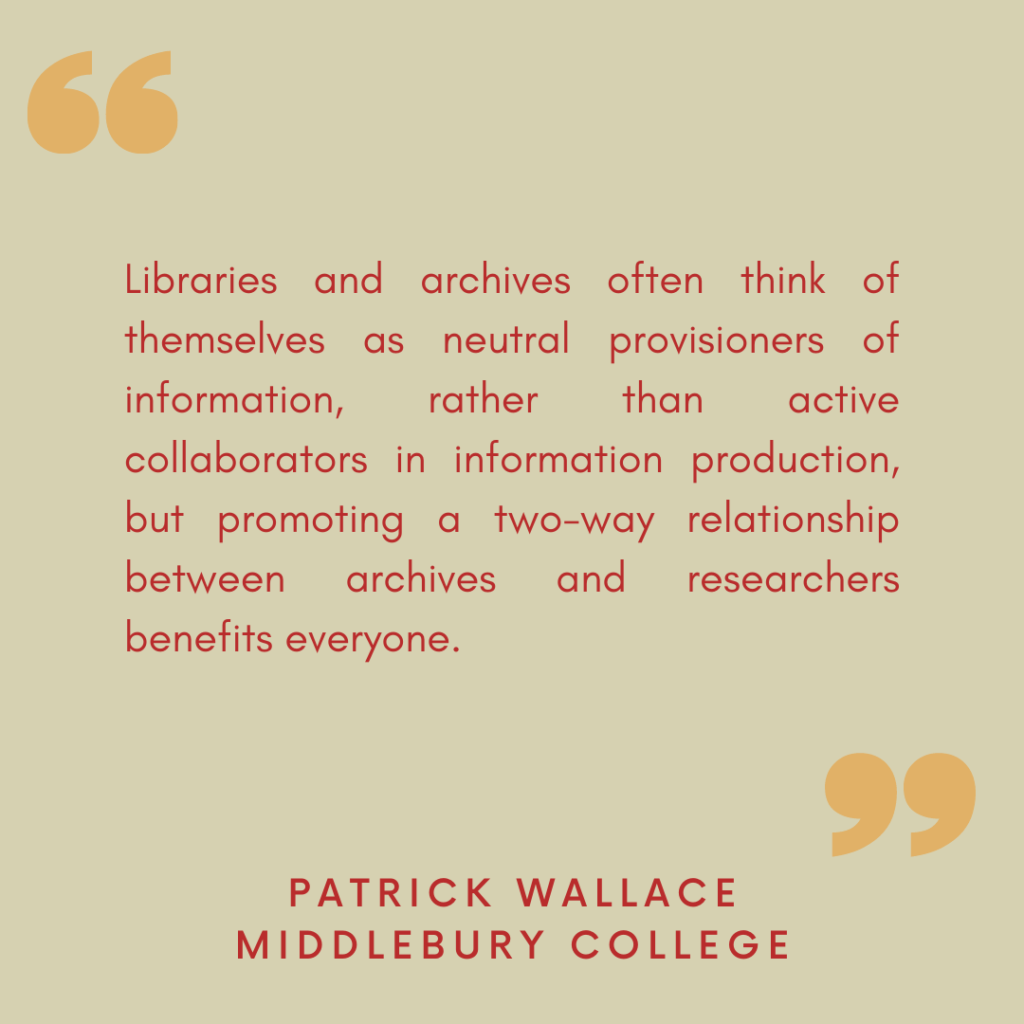 “
Libraries and archives often think of
themselves as neutral provisioners of
information, rather than active
collaborators in information production,
but promoting a two-way relationship
between archives and researchers
benefits everyone.
”
PATRICK WALLACE
MIDDLEBURY COLLEGE